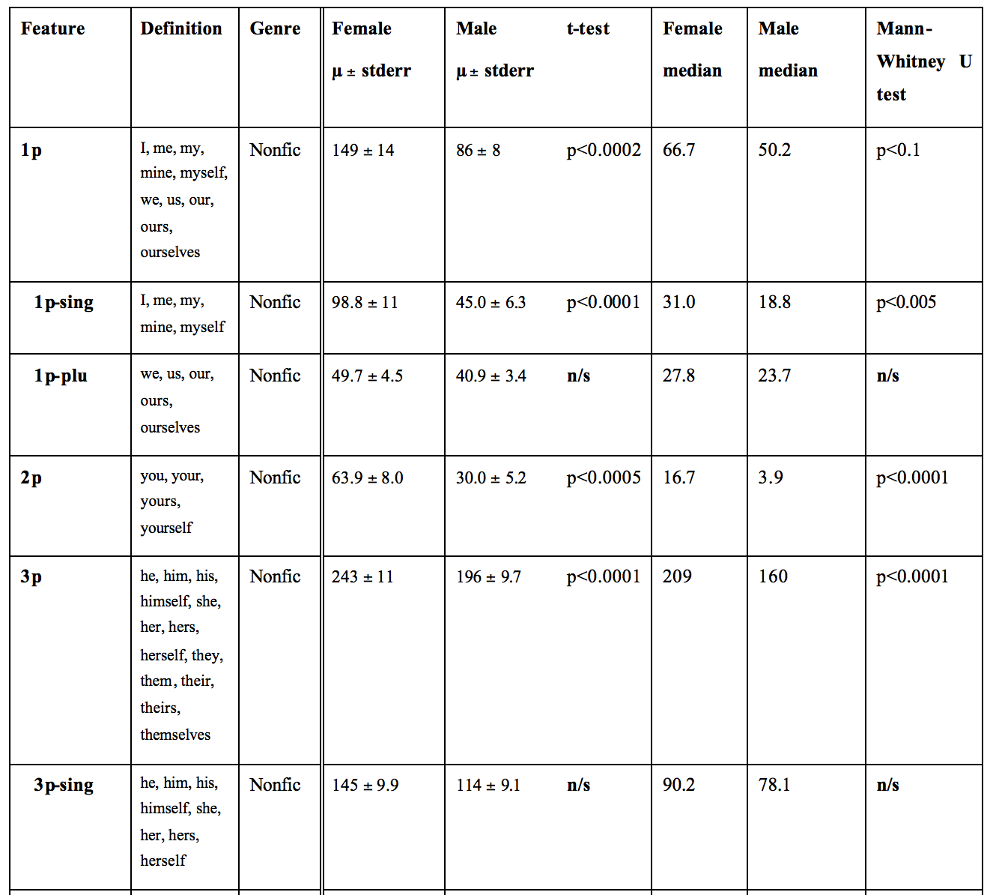 Feature Definition Genre Female Male t-test Female Male Mann-
µ ± stderr µ ± stderr median median Whitney U
test
1p I, me, my, Nonfic 149 ± 14 86 ± 8 p<0.0002 66.7 50.2 p<0.1
mine, myself,
we, us, our,
ours,
ourselves
1p-sing I, me, my, Nonfic 98.8 ± 11 45.0 ± 6.3 p<0.0001 31.0 18.8 p<0.005
mine, myself
1p-plu we, us, our, Nonfic 49.7 ± 4.5 40.9 ± 3.4 n/s 27.8 23.7 n/s
ours,
ourselves
2p you, your, Nonfic 63.9 ± 8.0 30.0 ± 5.2 p<0.0005 16.7 3.9 p<0.0001
yours,
yourself
3p he, him, his, Nonfic 243 ± 11 196 ± 9.7 p<0.0001 209 160 p<0.0001
himself, she,
her, hers,
herself, they,
them, their,
theirs,
themselves
3p-sing he, him, his, Nonfic 145 ± 9.9 114 ± 9.1 n/s 90.2 78.1 n/s
himself, she,
her, hers,
herself